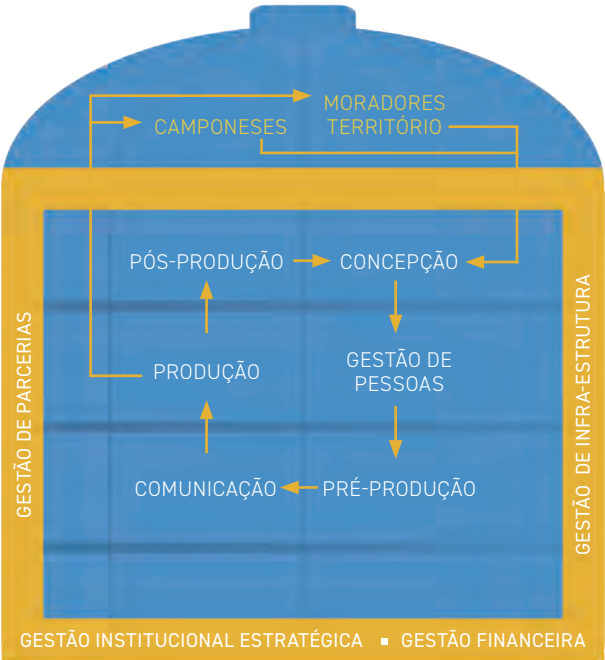 MORADORES
TERRITÓRIO
CAMPONESES
PÓS-PRODUÇÃO
CONCEPÇÃO
PRODUÇÃO
GESTÃO DE
PESSOAS
COMUNICAÇÃO
PRÉ-PRODUÇÃO
GESTÃO DE PARCERIAS
GESTÃO DE INFRA-ESTRUTURA
GESTÃO INSTITUCIONAL ESTRATÉGICA ▪ GESTÃO FINANCEIRA